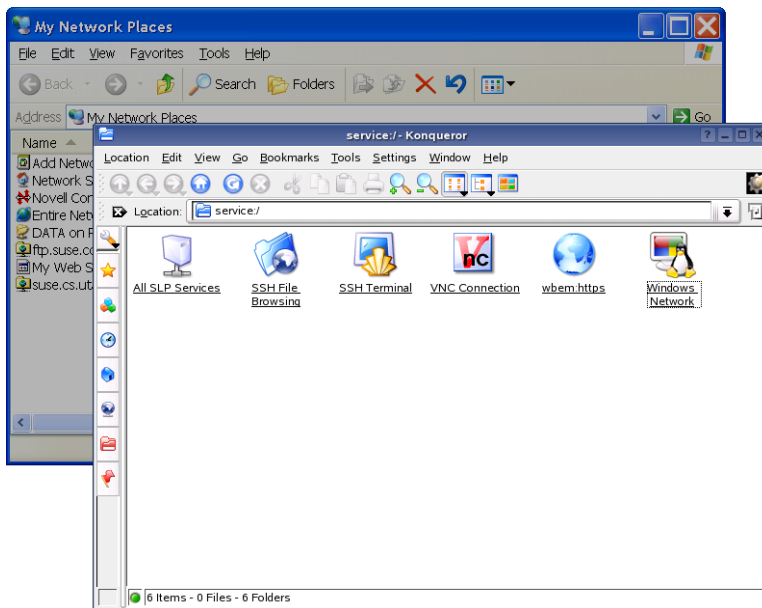 My Network Places
File Edit View Favorites Tools Help
Back Search Folders
Address My Network Places Go
Name
Add Netwo
Network S
Novell Con
Entire Net
DATA on
ftp.suse.co
My Web S
suse.cs.ut
service:/ - Konqueror
Location Edit View Go Bookmarks Tools Settings Window Help
Location: service:/
All SLP Services
SSH File
Browsing
SSH Terminal
VNC Connection
wbem:https
Windows
Network
Vnc
6 Items - 0 Files - 6 Folders